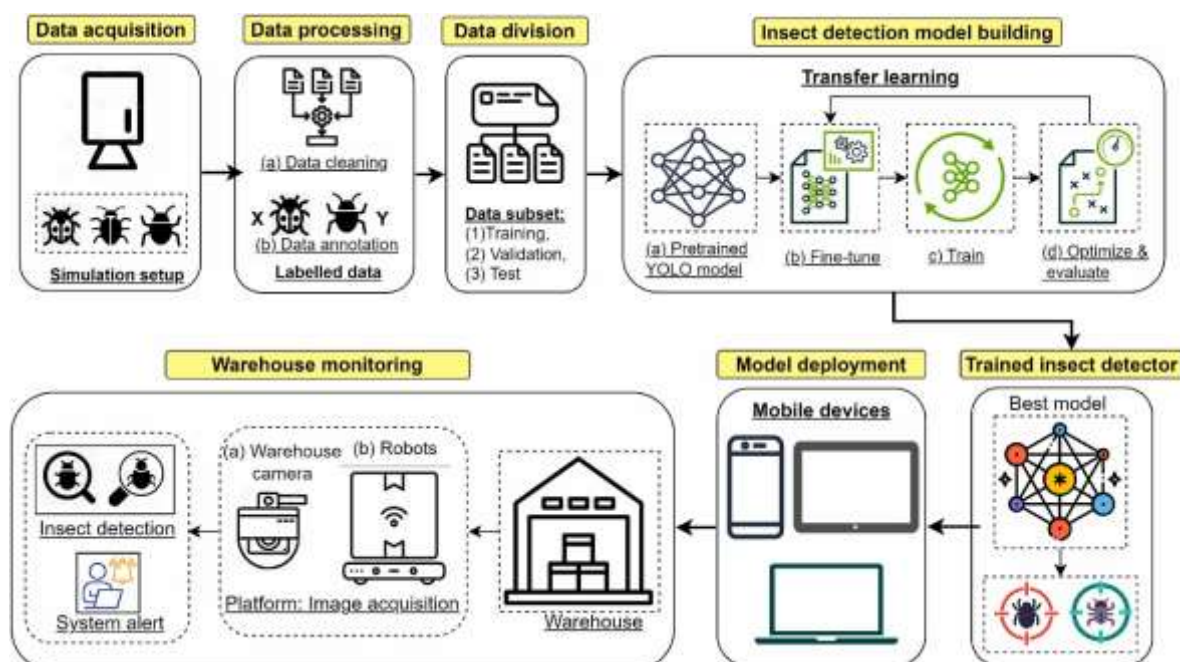 Data acquisition
Simulation setup
Data processing
(a) Data cleaning
X
Y
(b) Data annotation
Labelled data
Data division
Data subset:
(1)Training,
(2) Validation,
(3) Test
Insect detection model building
Transfer learning
(a) Pretrained
YOLO model
(b) Fine-tune
c) Train
(d) Optimize &
evaluate
Trained insect detector
Best model
Model deployment
Mobile devices
Warehouse monitoring
Warehouse
(a) Warehouse
camera
(b) Robots
Platform: Image acquisition
Insect detection
System alert